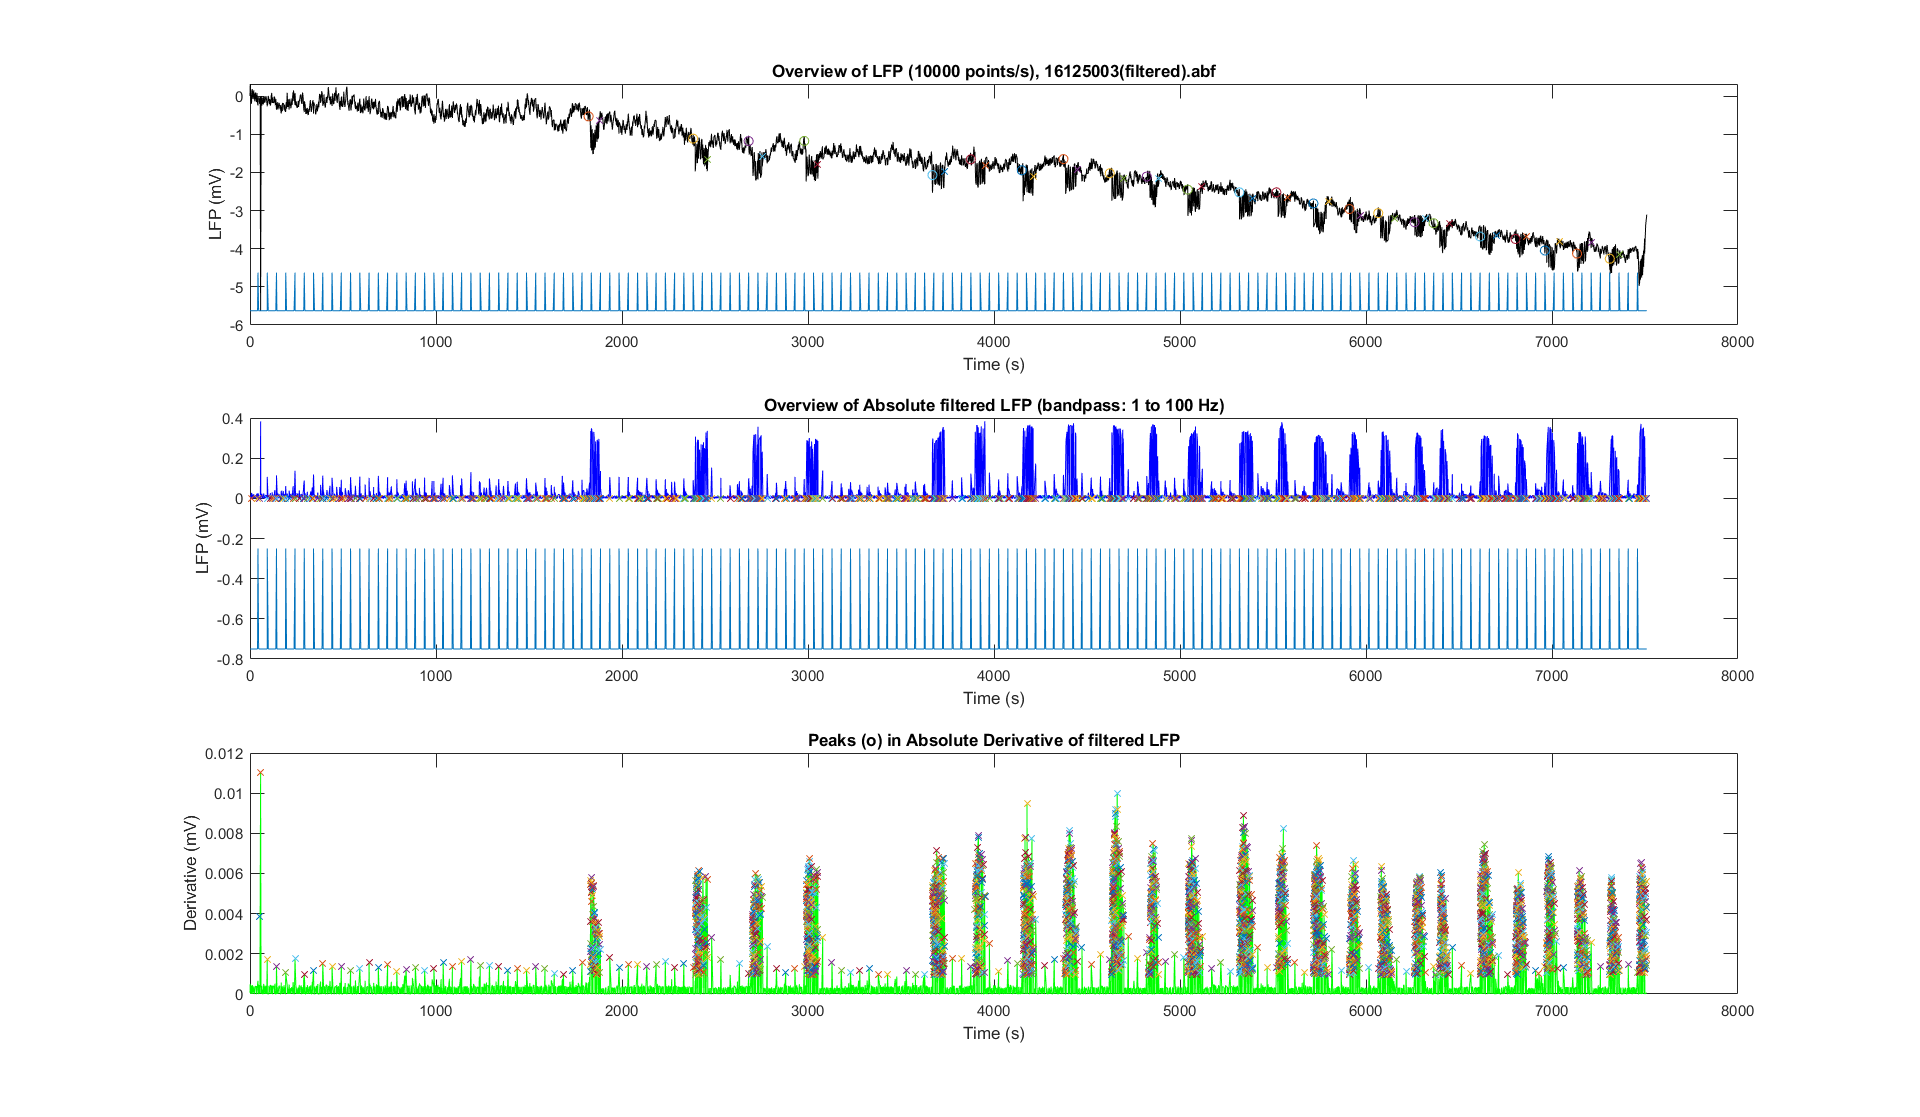 Overview of LFP (10000 points/s), 16125003(filtered).abf
LFP (mV)
0
-1
-2
-3
-4
-5
-6
0 1000 2000 3000 4000 5000 6000 7000 8000
Time (s)
Overview of Absolute filtered LFP (bandpass: 1 to 100 Hz)
LFP (mV)
0.4
0.2
0
-0.2
-0.4
-0.6
-0.8
0 1000 2000 3000 4000 5000 6000 7000 8000
Time (s)
Peaks (o) in Absolute Derivative of filtered LFP
Derivative (mV)
0.012
0.01
0.008
0.006
0.004
0.002
0
0 1000 2000 3000 4000 5000 6000 7000 8000
Time (s)